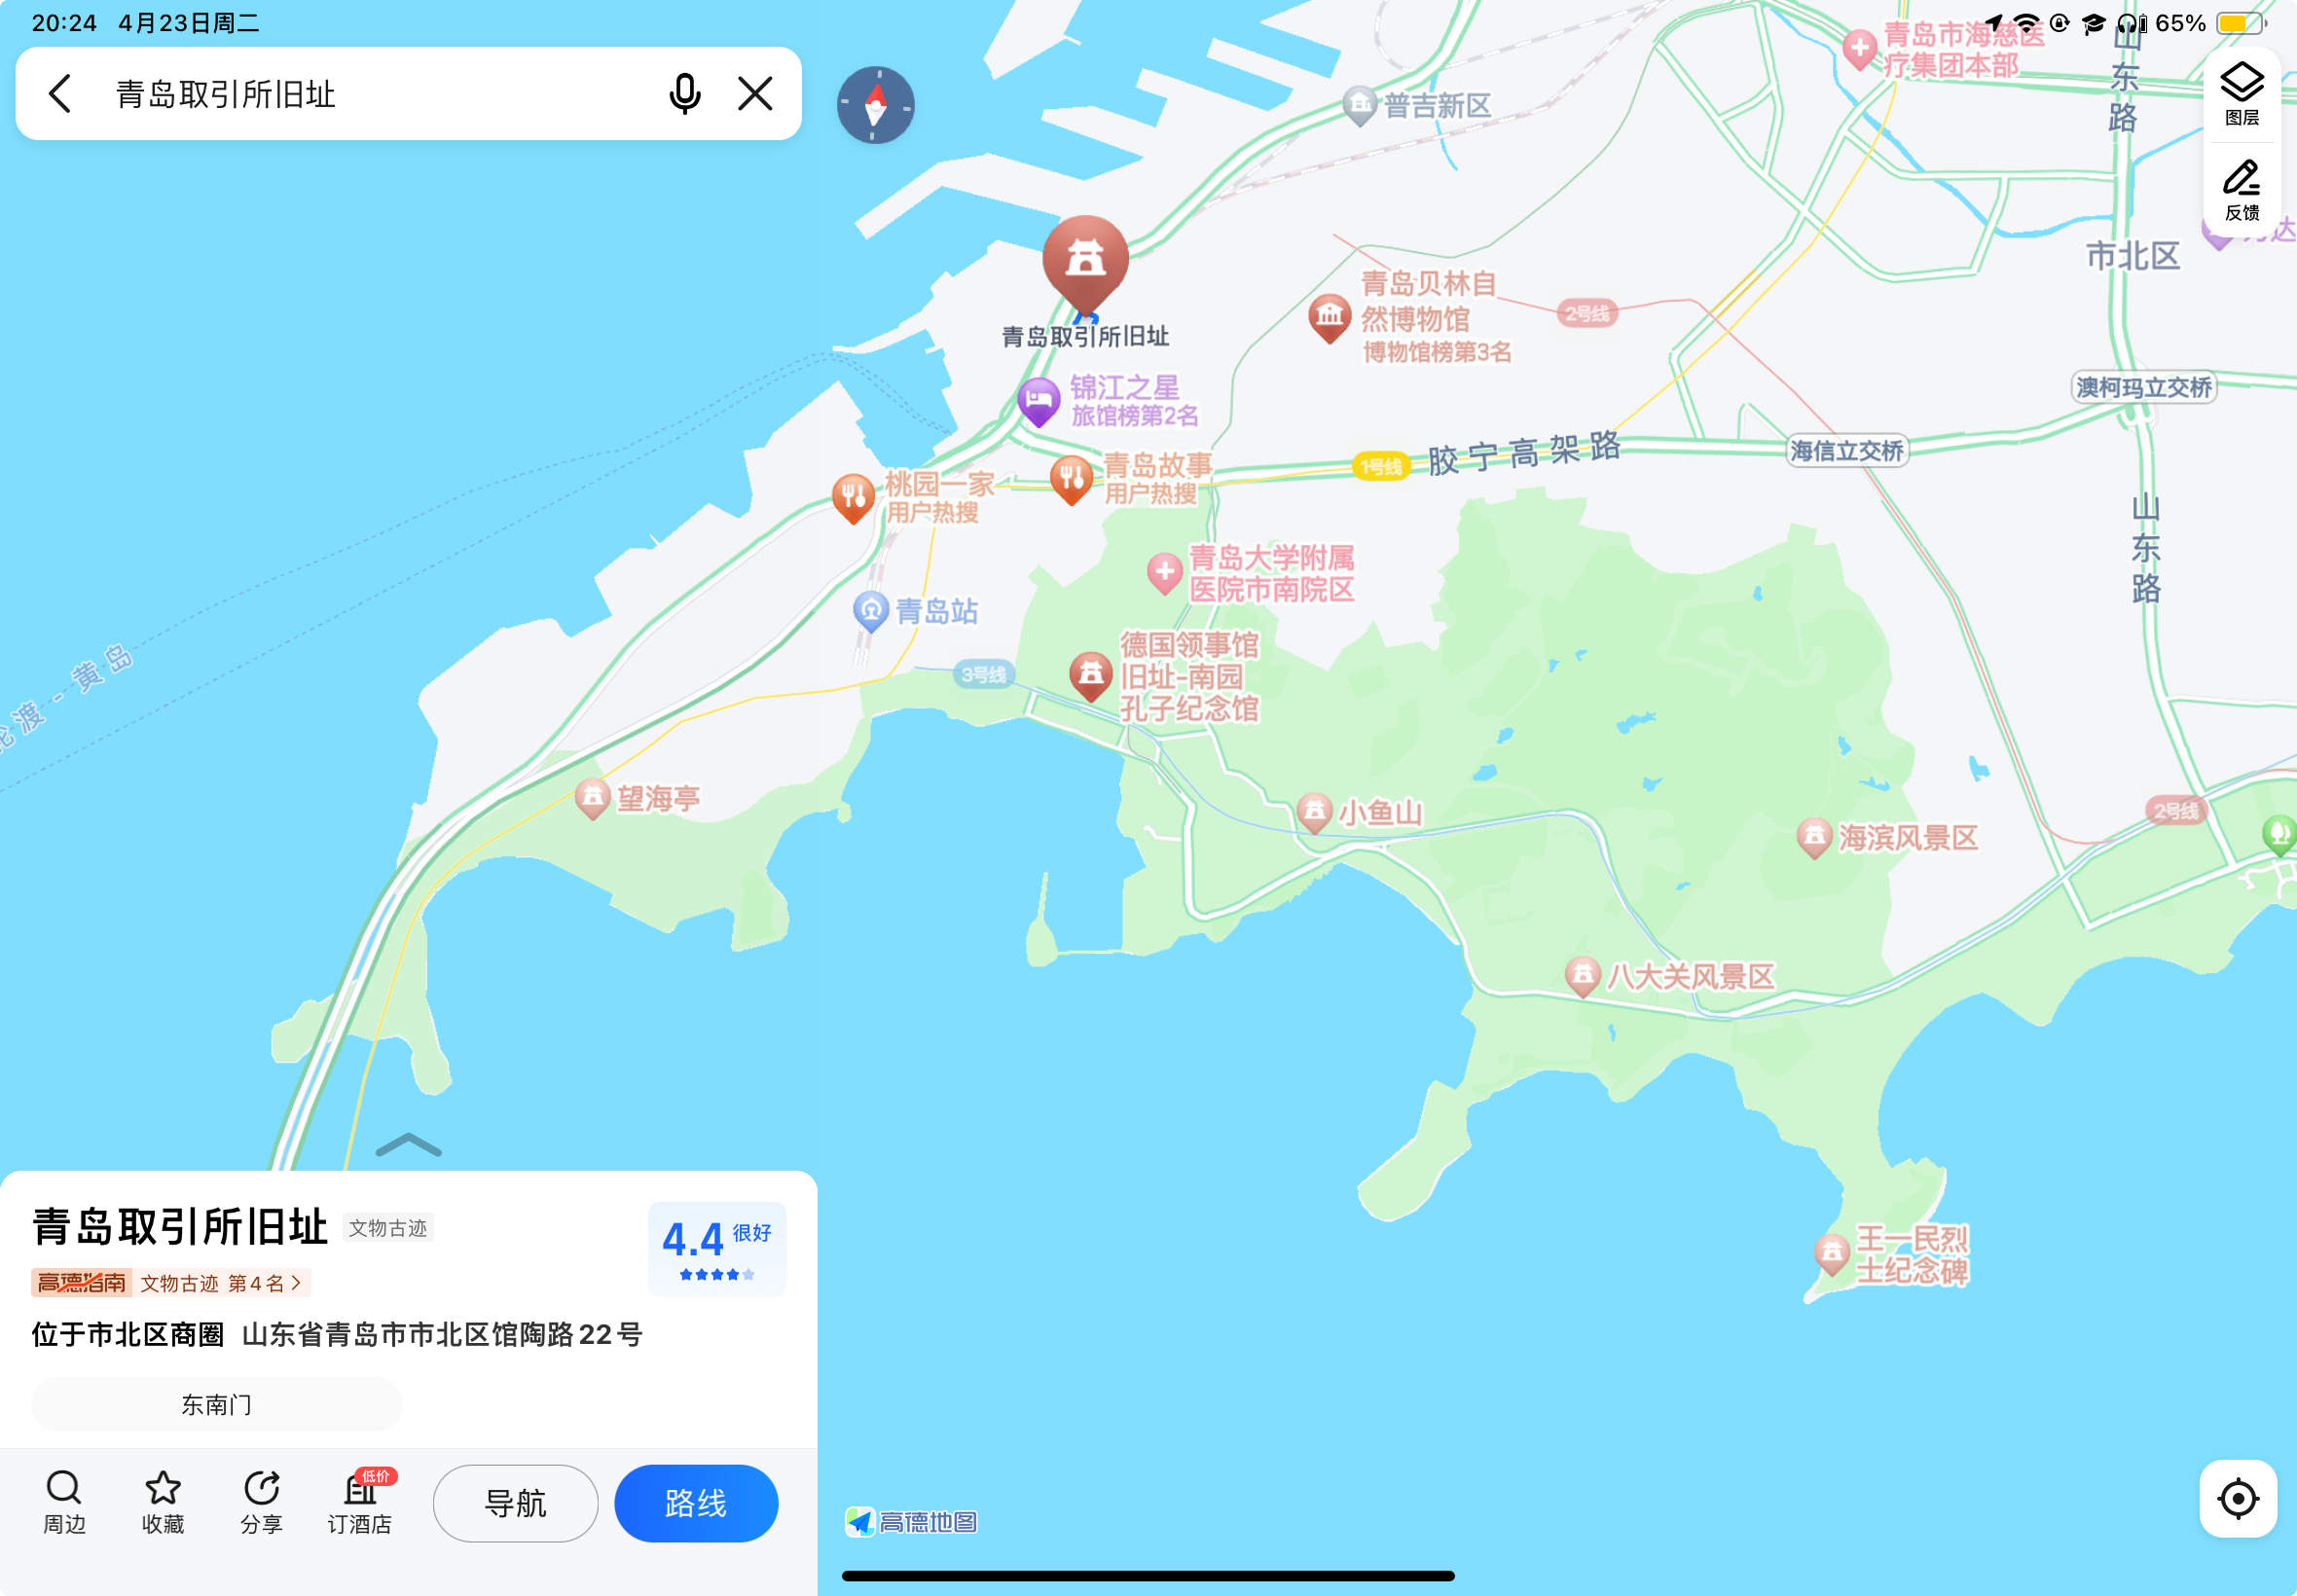 20:24 4月23日周二
65%
青岛取引所旧址
图层
反馈
青岛市海慈医
疗集团本部
山东路
普吉新区
市北区
青岛贝林自
然博物馆
博物馆榜第3名
2号线
青岛取引所旧址
锦江之星
旅馆榜第2名
澳柯玛立交桥
海信立交桥
胶宁高架路
1号线
青岛故事
用户热搜
桃园一家
用户热搜
山东路
青岛大学附属
医院市南院区
青岛站
德国领事馆
旧址-南园
孔子纪念馆
3号线
渡 - 黄岛
望海亭
小鱼山
2号线
海滨风景区
八大关风景区
王一民烈
士纪念碑
青岛取引所旧址 文物古迹
4.4 很好
高德指南 文物古迹 第4名
位于市北区商圈 山东省青岛市市北区馆陶路22号
东南门
低价
周边 收藏 分享 订酒店 导航 路线
高德地图